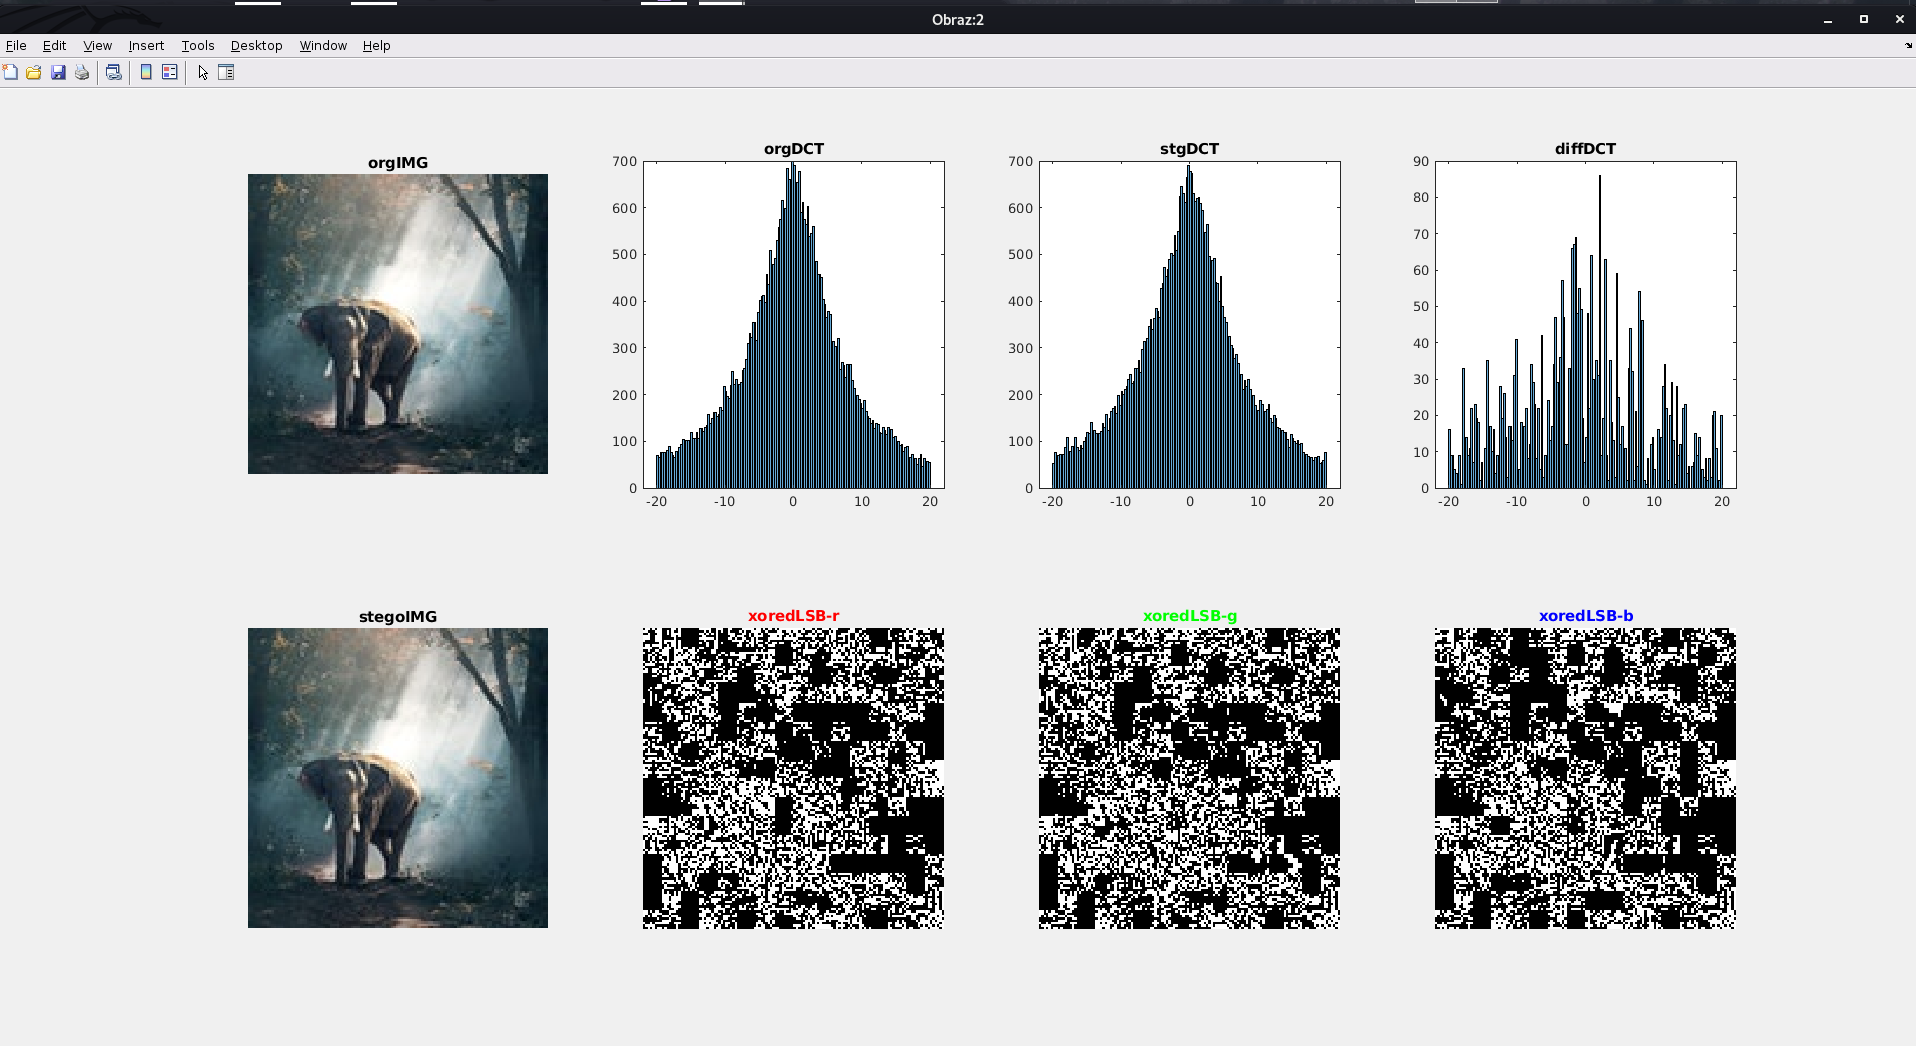 Obraz:2
File Edit View Insert Tools Desktop Window Help
orgIMG
orgDCT
700
600
500
400
300
200
100
0
-20 -10 0 10 20
stgDCT
700
600
500
400
300
200
100
0
-20 -10 0 10 20
diffDCT
90
80
70
60
50
40
30
20
10
0
-20 -10 0 10 20
stegoIMG
xoredLSB-r
xoredLSB-g
xoredLSB-b